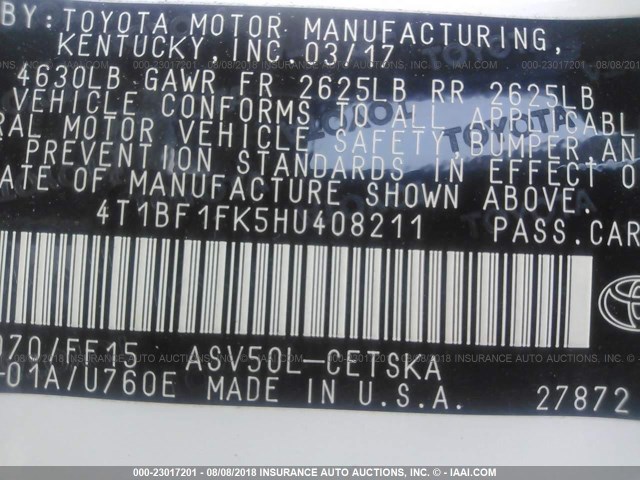 BY: TOYOTA MOTOR MANUFACTURING,
KENTUCKY, INC 03/17
4630LB GAWR FR 2625LB RR 2625LB
VEHICLE CONFORMS TO ALL APPLICABL
RAL MOTOR VEHICLE SAFETY, BUMPER AN
PREVENTION STANDARDS IN EFFECT O
ATE OF MANUFACTURE SHOWN ABOVE.
4T1BF1FK5HU408211 PASS.CAR
070/FE15 ASV50L-CETSKA
-01A/U760E MADE IN U.S.A. 27872
000-23017201 - 08/08/2018 INSURANCE AUTO AUCTIONS - IAAI.COM